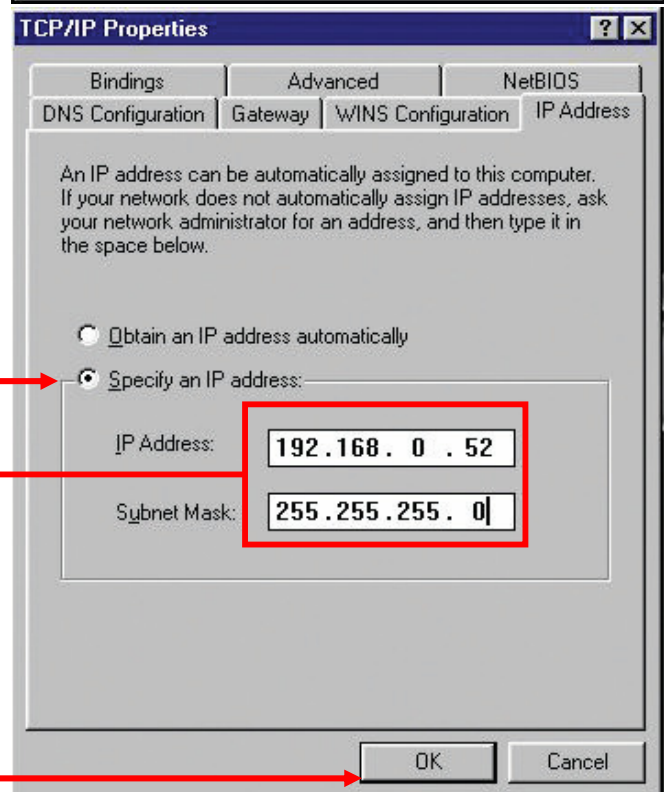 TCP/IP Properties
? ×
Bindings Advanced NetBIOS
DNS Configuration Gateway WINS Configuration IP Address
An IP address can be automatically assigned to this computer.
If your network does not automatically assign IP addresses, ask
your network administrator for an address, and then type it in
the space below.
Obtain an IP address automatically
Specify an IP address:
IP Address: 192.168. 0 . 52
Subnet Mask: 255.255.255. 0
OK Cancel